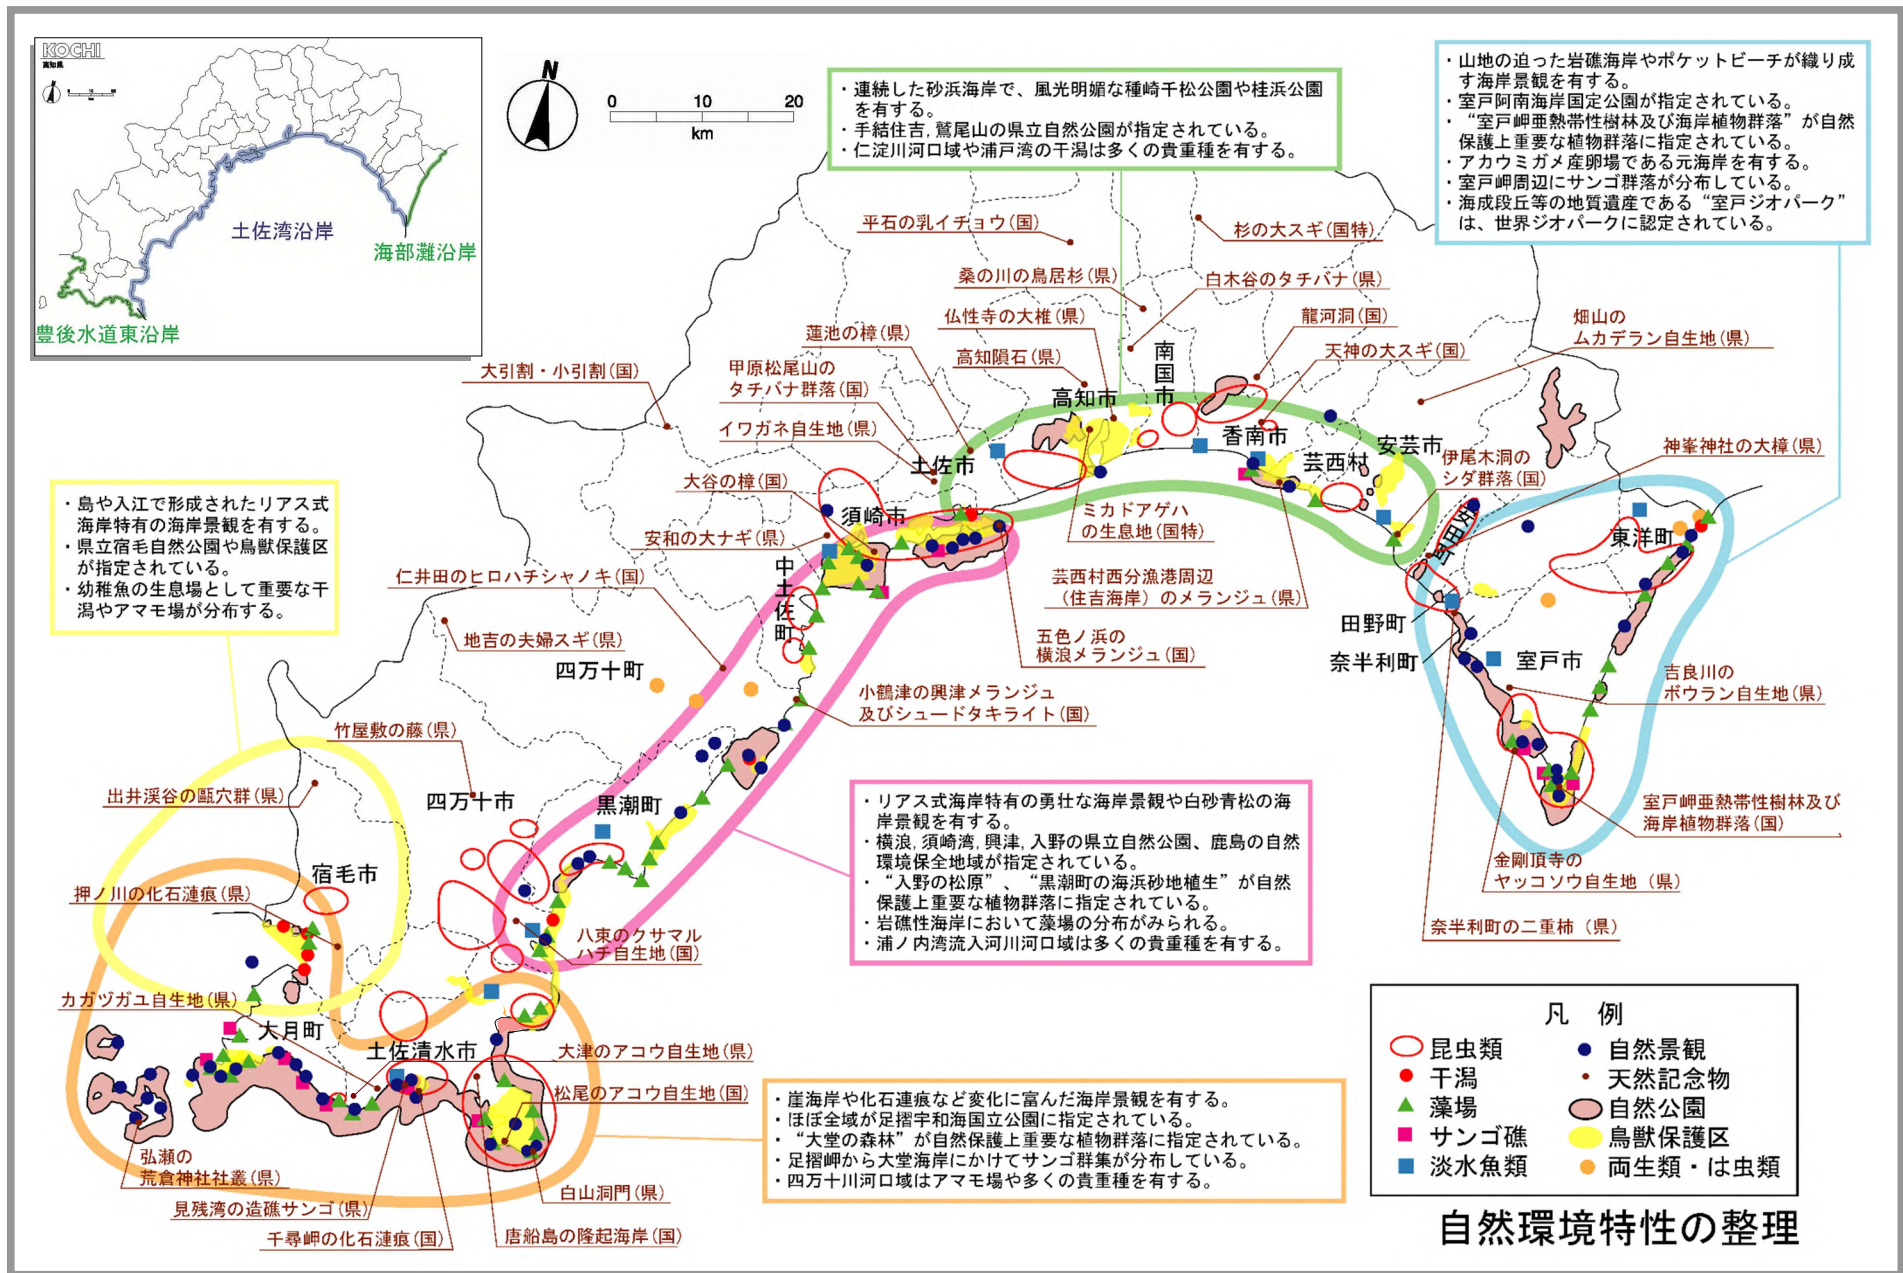 KOCHI
高知県
N
土佐湾沿岸
海部灘沿岸
豊後水道東沿岸
N
0 10 20
km
・連続した砂浜海岸で、風光明媚な種崎千松公園や桂浜公園
を有する。
・手結住吉，鷲尾山の県立自然公園が指定されている。
・仁淀川河口域や浦戸湾の干潟は多くの貴重種を有する。
・山地の迫った岩礁海岸やポケットビーチが織り成
す海岸景観を有する。
・室戸阿南海岸国定公園が指定されている。
・“室戸岬亜熱帯性樹林及び海岸植物群落”が自然
保護上重要な植物群落に指定されている。
・アカウミガメ産卵場である元海岸を有する。
・室戸岬周辺にサンゴ群落が分布している。
・海成段丘等の地質遺産である“室戸ジオパーク”
は、世界ジオパークに認定されている。
平石の乳イチョウ（国）
杉の大スギ（国特）
桑の川の鳥居杉（県）
白木谷のタチバナ（県）
仏性寺の大椎（県）
龍河洞（国）
蓮池の樟（県）
高知隕石（県）
南国市
天神の大スギ（国）
畑山の
ムカデラン自生地（県）
大引割・小引割（国）
甲原松尾山の
タチバナ群落（国）
高知市
イワガネ自生地（県）
土佐市
香南市
芸西村
安芸市
伊尾木洞の
シダ群落（国）
神峯神社の大樟（県）
大谷の樟（国）
須崎市
ミカドアゲハ
の生息地（国特）
安田町
東洋町
・島や入江で形成されたリアス式
海岸特有の海岸景観を有する。
・県立宿毛自然公園や鳥獣保護区
が指定されている。
・幼稚魚の生息場として重要な干
潟やアマモ場が分布する。
安和の大ナギ（県）
中土佐町
仁井田のヒロハチシャノキ（国）
芸西村西分漁港周辺
（住吉海岸）のメランジュ（県）
田野町
奈半利町
室戸市
地吉の夫婦スギ（県）
四万十町
五色ノ浜の
横浪メランジュ（国）
小鶴津の興津メランジュ
及びシュードタキライト（国）
吉良川の
ボウラン自生地（県）
竹屋敷の藤（県）
出井渓谷の甌穴群（県）
四万十市
黒潮町
・リアス式海岸特有の勇壮な海岸景観や白砂青松の海
岸景観を有する。
・横浪，須崎湾，興津，入野の県立自然公園、鹿島の自然
環境保全地域が指定されている。
・“入野の松原”、“黒潮町の海浜砂地植生”が自然
保護上重要な植物群落に指定されている。
・岩礁性海岸において藻場の分布がみられる。
・浦ノ内湾流入河川河口域は多くの貴重種を有する。
室戸岬亜熱帯性樹林及び
海岸植物群落（国）
金剛頂寺の
ヤッコソウ自生地（県）
奈半利町の二重柿（県）
宿毛市
押ノ川の化石漣痕（県）
八束のクサマル
ハチ自生地（国）
カガヅガユ自生地（県）
大月町
土佐清水市
大津のアコウ自生地（県）
松尾のアコウ自生地（国）
弘瀬の
荒倉神社社叢（県）
見残湾の造礁サンゴ（県）
千尋岬の化石漣痕（国）
白山洞門（県）
唐船島の隆起海岸（国）
・崖海岸や化石連痕など変化に富んだ海岸景観を有する。
・ほぼ全域が足摺宇和海国立公園に指定されている。
・“大堂の森林”が自然保護上重要な植物群落に指定されている。
・足摺岬から大堂海岸にかけてサンゴ群集が分布している。
・四万十川河口域はアマモ場や多くの貴重種を有する。
凡 例
昆虫類
自然景観
干潟
天然記念物
藻場
自然公園
サンゴ礁
鳥獣保護区
淡水魚類
両生類・は虫類
自然環境特性の整理